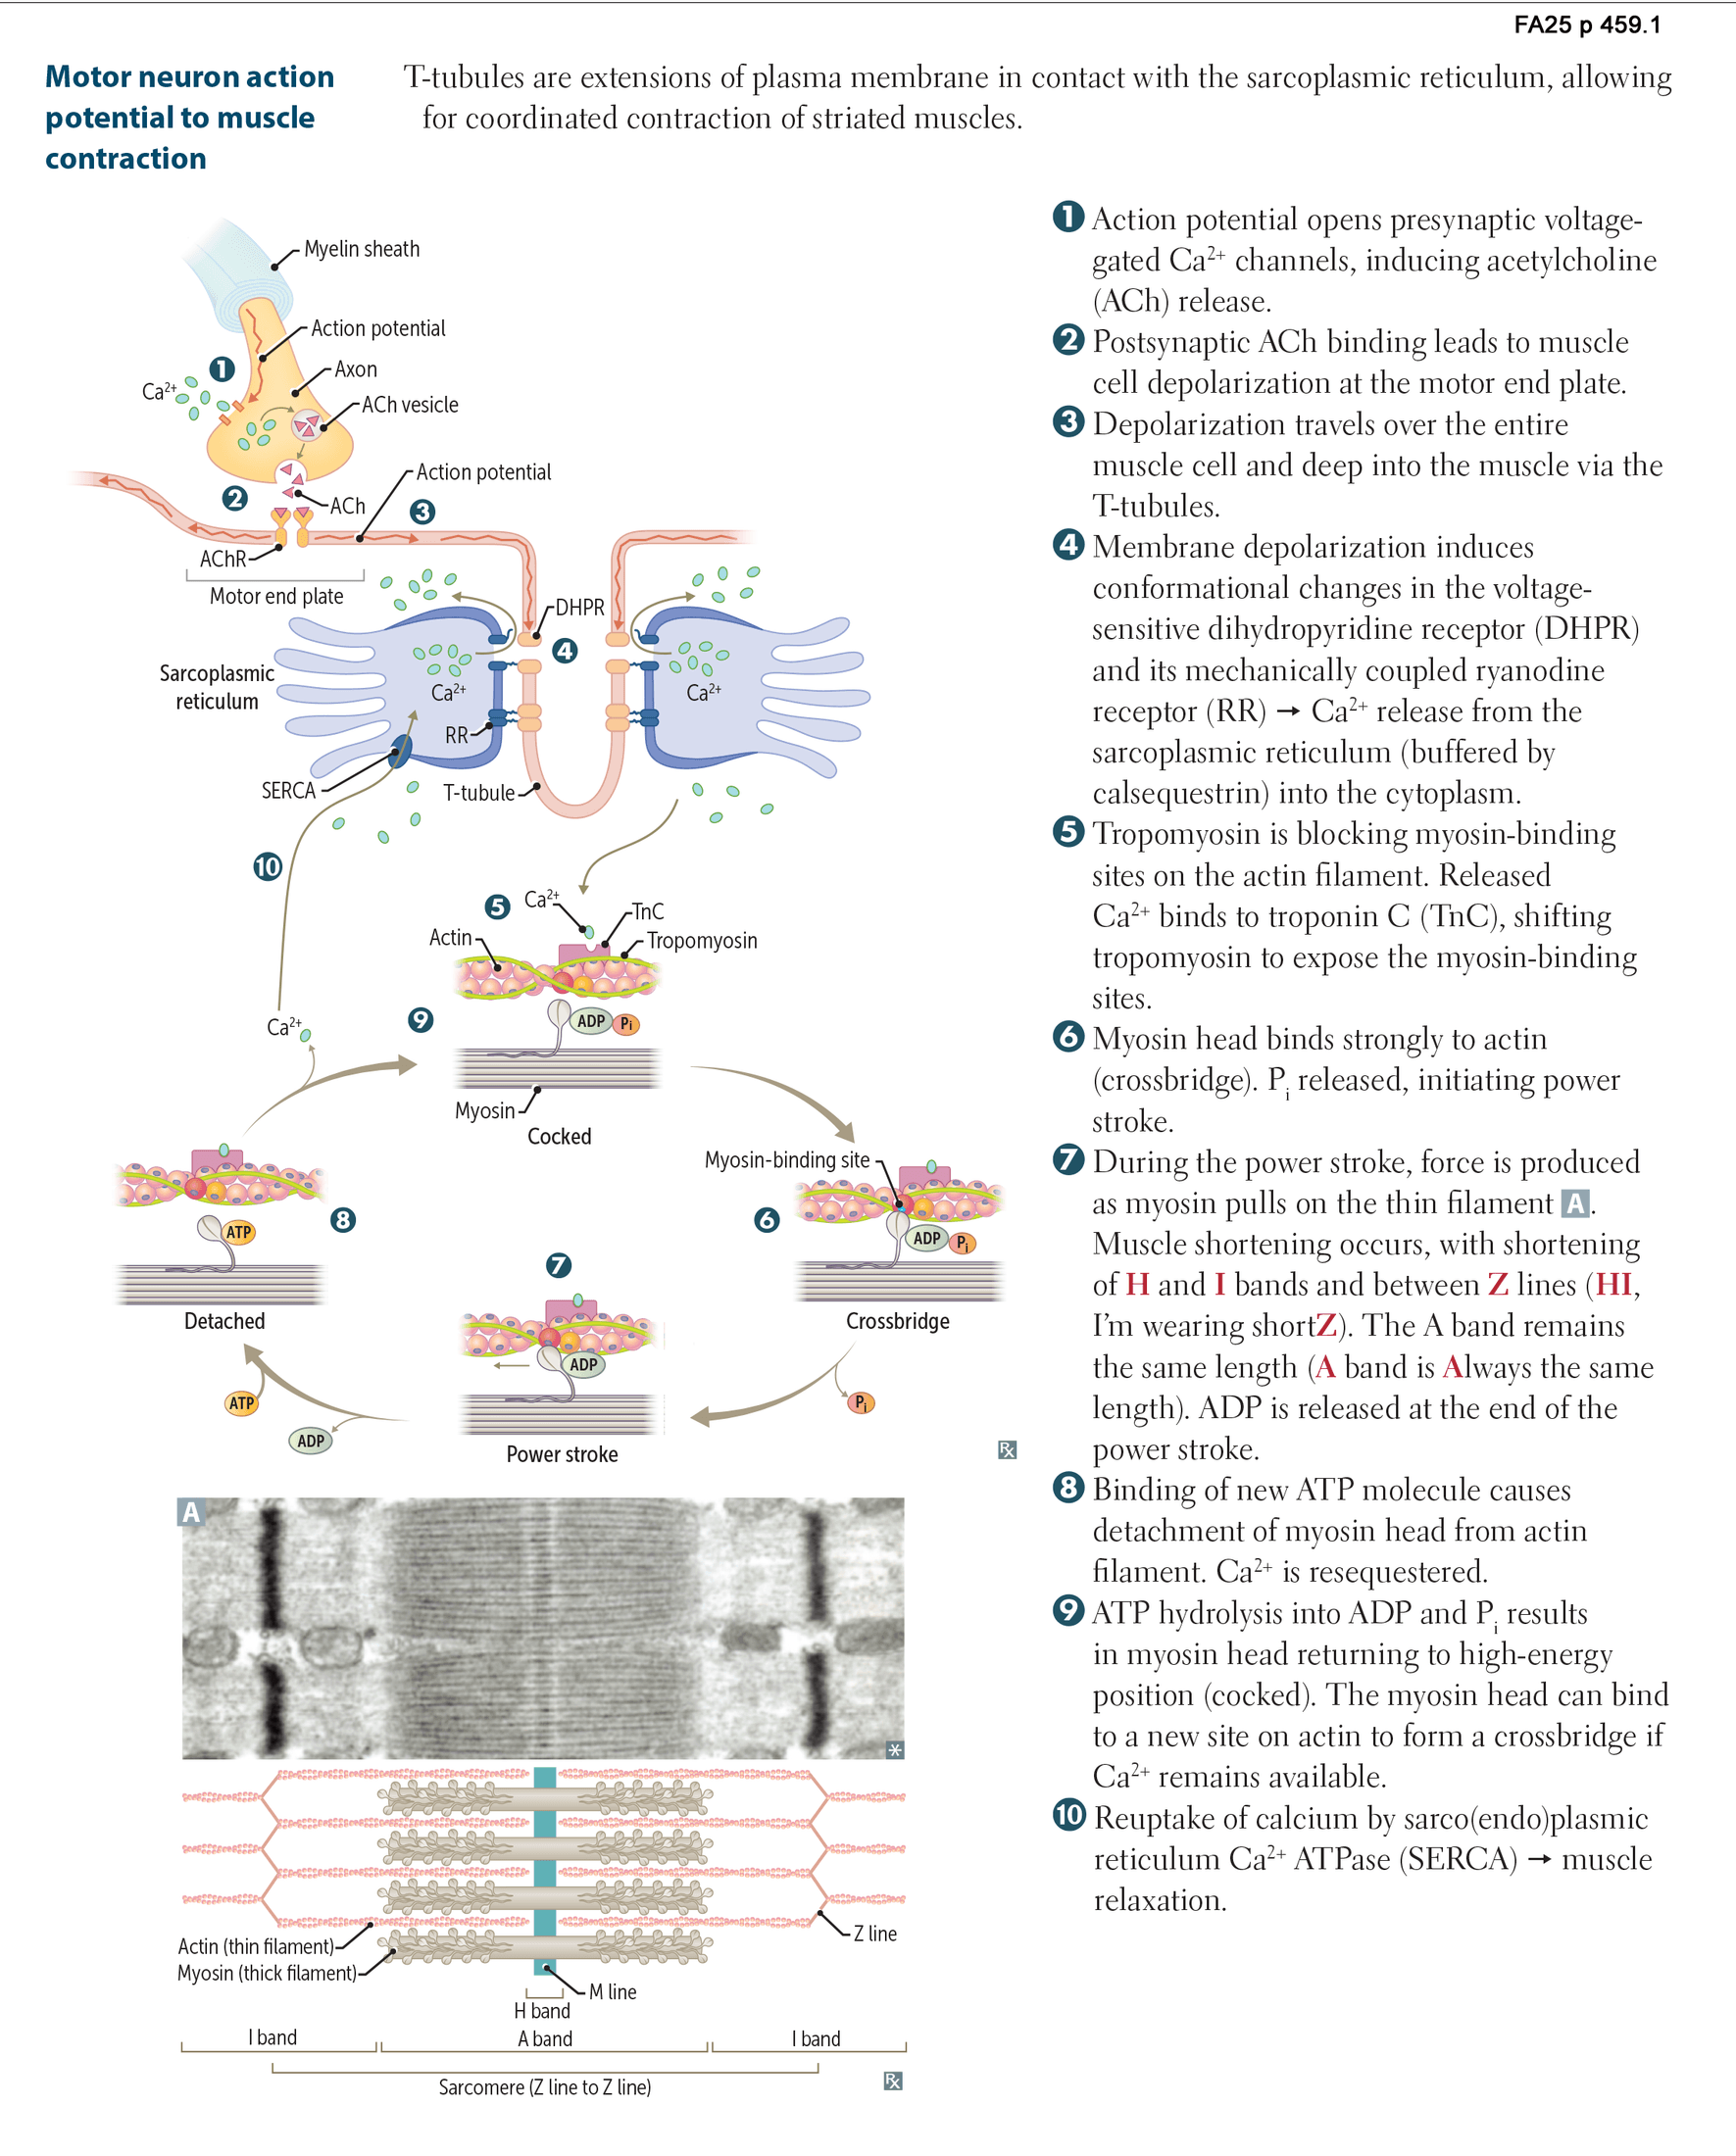 FA25 p 459.1
Motor neuron action
potential to muscle
contraction
T-tubules are extensions of plasma membrane in contact with the sarcoplasmic reticulum, allowing
for coordinated contraction of striated muscles.
Myelin sheath
Action potential
1
Axon
Ca²⁺
ACh vesicle
Action potential
2
ACh
3
AChR
Motor end plate
DHPR
4
Sarcoplasmic
reticulum
Ca²⁺
Ca²⁺
RR
SERCA
T-tubule
10
5
Ca²⁺
TnC
Actin
Tropomyosin
9
ADP
Pi
Ca²⁺
Myosin
Cocked
Myosin-binding site
8
ATP
6
ADP
Pi
7
Detached
Crossbridge
ADP
ATP
Pi
ADP
Power stroke
Rx
A
*
Actin (thin filament)
Myosin (thick filament)
Z line
M line
H band
I band
A band
I band
Sarcomere (Z line to Z line)
Rx
1 Action potential opens presynaptic voltage-
gated Ca²⁺ channels, inducing acetylcholine
(ACh) release.
2 Postsynaptic ACh binding leads to muscle
cell depolarization at the motor end plate.
3 Depolarization travels over the entire
muscle cell and deep into the muscle via the
T-tubules.
4 Membrane depolarization induces
conformational changes in the voltage-
sensitive dihydropyridine receptor (DHPR)
and its mechanically coupled ryanodine
receptor (RR) → Ca²⁺ release from the
sarcoplasmic reticulum (buffered by
calsequestrin) into the cytoplasm.
5 Tropomyosin is blocking myosin-binding
sites on the actin filament. Released
Ca²⁺ binds to troponin C (TnC), shifting
tropomyosin to expose the myosin-binding
sites.
6 Myosin head binds strongly to actin
(crossbridge). Pi released, initiating power
stroke.
7 During the power stroke, force is produced
as myosin pulls on the thin filament A.
Muscle shortening occurs, with shortening
of H and I bands and between Z lines (HI,
I'm wearing shortZ). The A band remains
the same length (A band is Always the same
length). ADP is released at the end of the
power stroke.
8 Binding of new ATP molecule causes
detachment of myosin head from actin
filament. Ca²⁺ is resequestered.
9 ATP hydrolysis into ADP and Pi results
in myosin head returning to high-energy
position (cocked). The myosin head can bind
to a new site on actin to form a crossbridge if
Ca²⁺ remains available.
10 Reuptake of calcium by sarco(endo)plasmic
reticulum Ca²⁺ ATPase (SERCA) → muscle
relaxation.